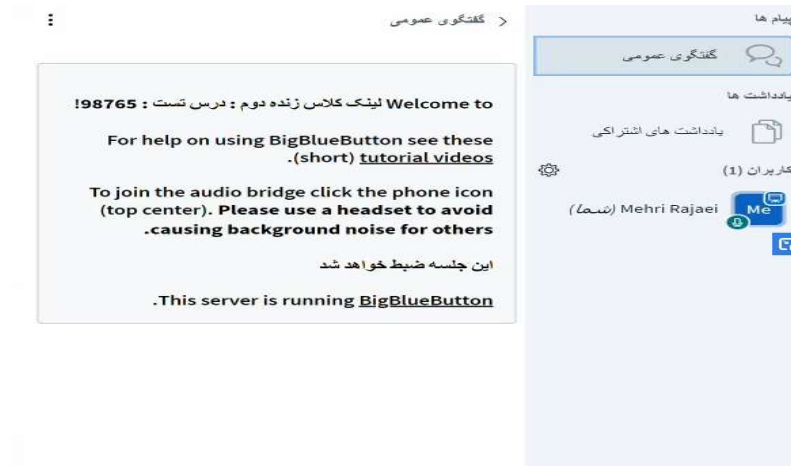 پیام ها
گفتگوی عمومی
یادداشت ها
یادداشت های اشتراکی
کاربران (1)
Me
Mehri Rajaei (شما)
گفتگوی عمومی
Welcome to لینک کلاس زنده دوم : درس تست : 98765!
For help on using BigBlueButton see these
(short) tutorial videos.
To join the audio bridge click the phone icon
(top center). Please use a headset to avoid
causing background noise for others.
این جلسه ضبط خواهد شد
This server is running BigBlueButton.